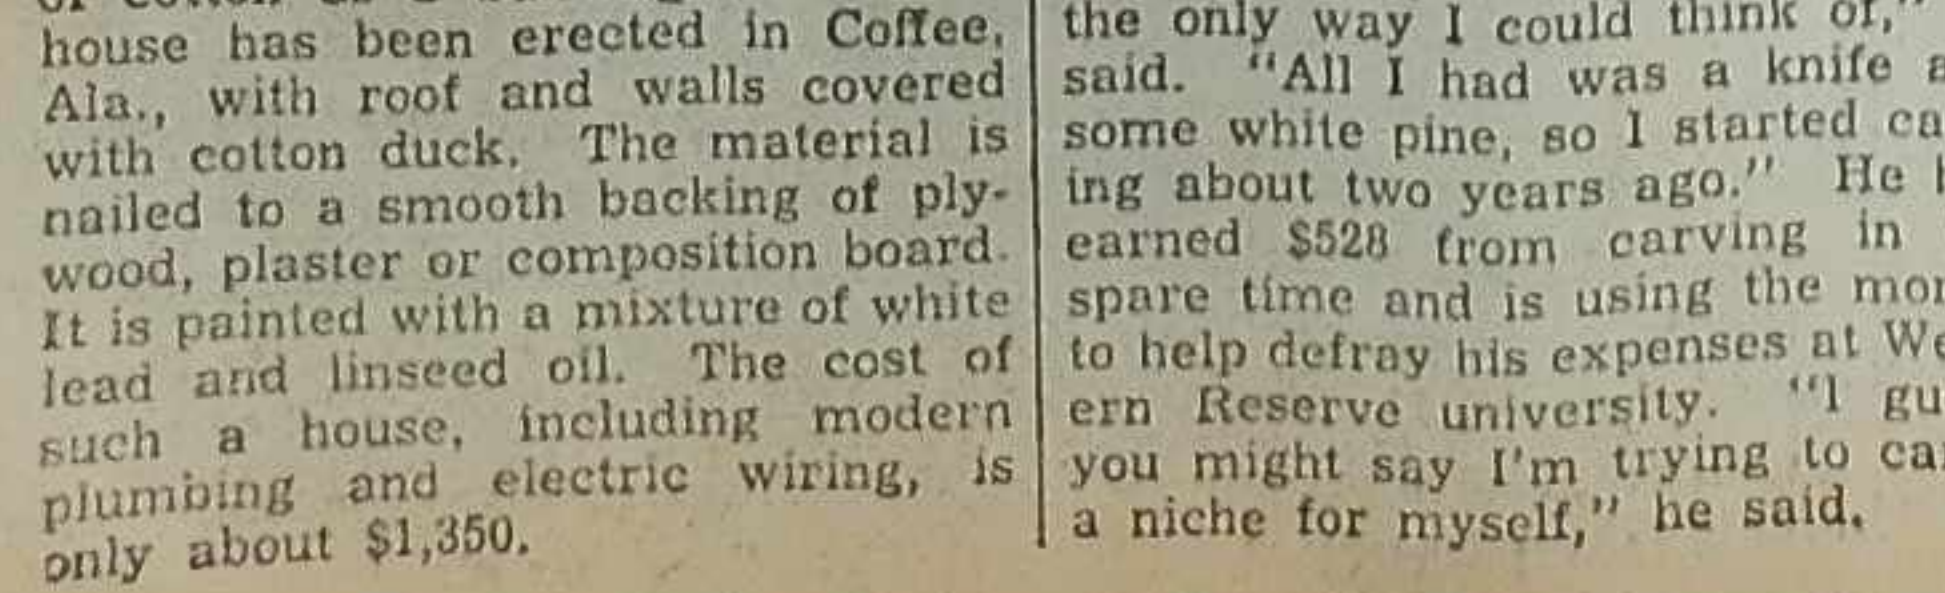 house has been erected in Coffee,
Ala., with roof and walls covered
with cotton duck. The material is
nailed to a smooth backing of ply-
wood, plaster or composition board.
It is painted with a mixture of white
lead and linseed oil. The cost of
such a house, including modern
plumbing and electric wiring, is
only about $1,350.
the only way I could think of,"
said. "All I had was a knife
some white pine, so I started
ing about two years ago." He
earned $528 from carving in
spare time and is using the
to help defray his expenses at
ern Reserve university. "I
you might say I'm trying to
a niche for myself," he said.